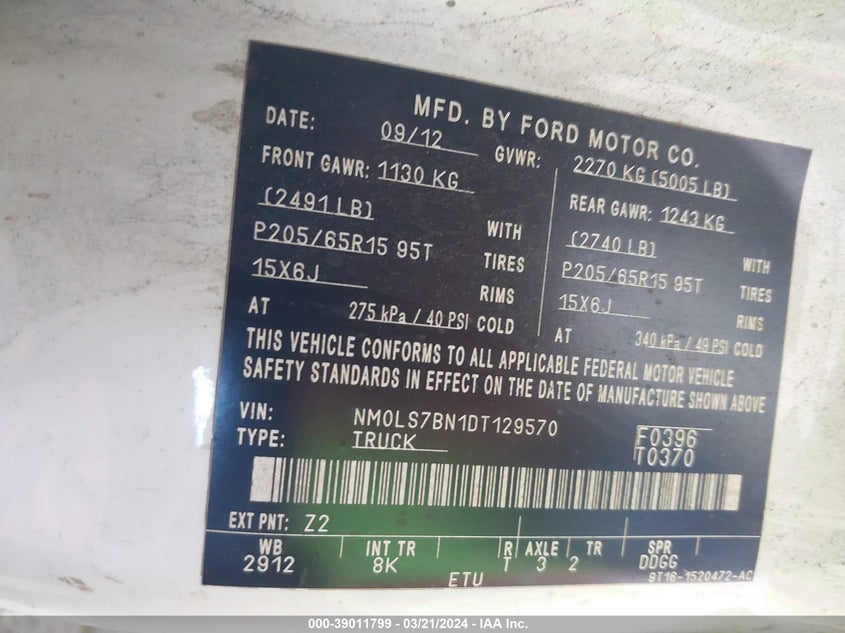 MFD. BY FORD MOTOR CO.
DATE: 09/12 GVWR: 2270 KG (5005 LB)
FRONT GAWR: 1130 KG REAR GAWR: 1243 KG
(2491 LB) WITH (2740 LB) WITH
P205/65R15 95T TIRES P205/65R15 95T TIRES
15X6J RIMS 15X6J RIMS
AT 275 kPa / 40 PSI COLD AT 340 kPa / 49 PSI COLD
THIS VEHICLE CONFORMS TO ALL APPLICABLE FEDERAL MOTOR VEHICLE
SAFETY STANDARDS IN EFFECT ON THE DATE OF MANUFACTURE SHOWN ABOVE
VIN: NM0LS7BN1DT129570 F0396
TYPE: TRUCK T0370
EXT PNT: Z2
WB INT TR R AXLE TR SPR
2912 8K T 3 2 DDGG
ETU 9T16-1520472-AC
000-39011799 - 03/21/2024 - IAA Inc.